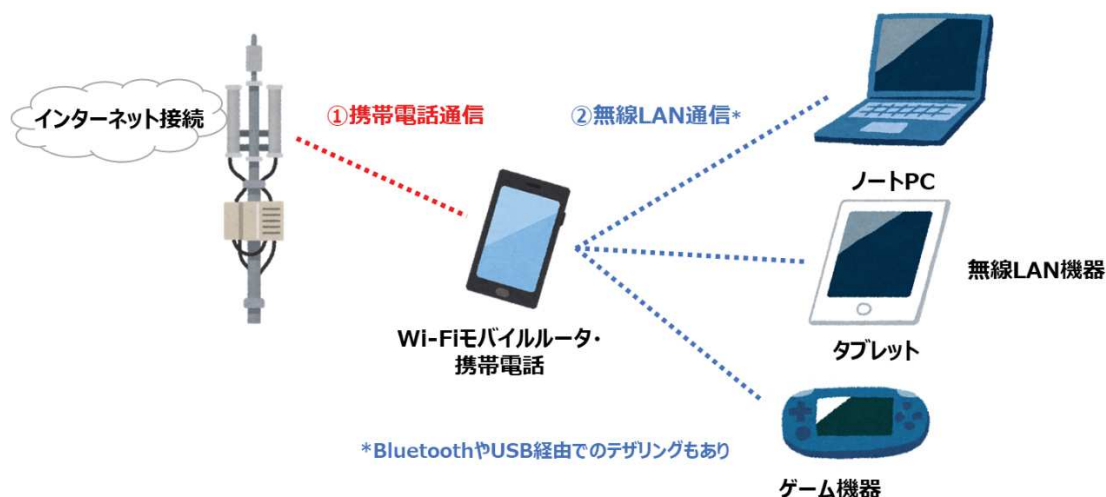 インターネット接続
①携帯電話通信
②無線LAN通信*
ノートPC
無線LAN機器
Wi-Fiモバイルルータ・
携帯電話
タブレット
*BluetoothやUSB経由でのテザリングもあり
ゲーム機器